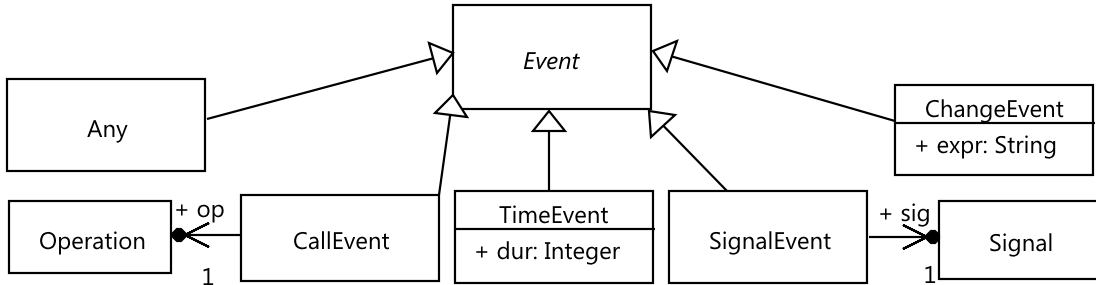 Event
Any
ChangeEvent
+ expr: String
Operation
+ op
1
CallEvent
TimeEvent
+ dur: Integer
SignalEvent
+ sig
1
Signal